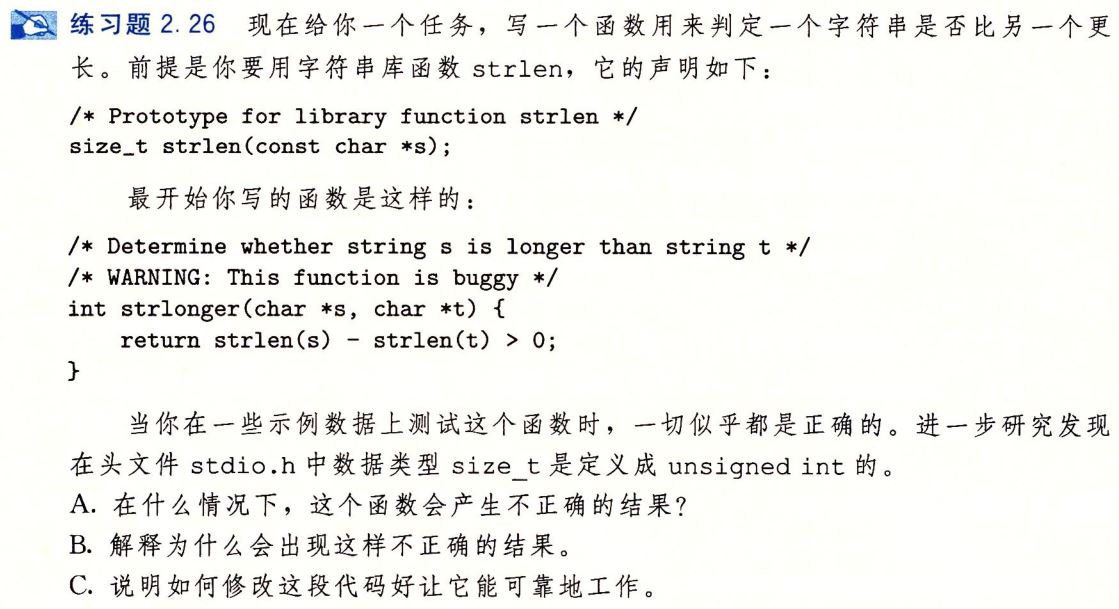 练习题 2.26 现在给你一个任务，写一个函数用来判定一个字符串是否比另一个更
长。前提是你要用字符串库函数 strlen，它的声明如下：
/* Prototype for library function strlen */
size_t strlen(const char *s);
最开始你写的函数是这样的：
/* Determine whether string s is longer than string t */
/* WARNING: This function is buggy */
int strlonger(char *s, char *t) {
return strlen(s) - strlen(t) > 0;
}
当你在一些示例数据上测试这个函数时，一切似乎都是正确的。进一步研究发现
在头文件 stdio.h 中数据类型 size_t 是定义成 unsigned int 的。
A. 在什么情况下，这个函数会产生不正确的结果？
B. 解释为什么会出现这样不正确的结果。
C. 说明如何修改这段代码好让它能可靠地工作。